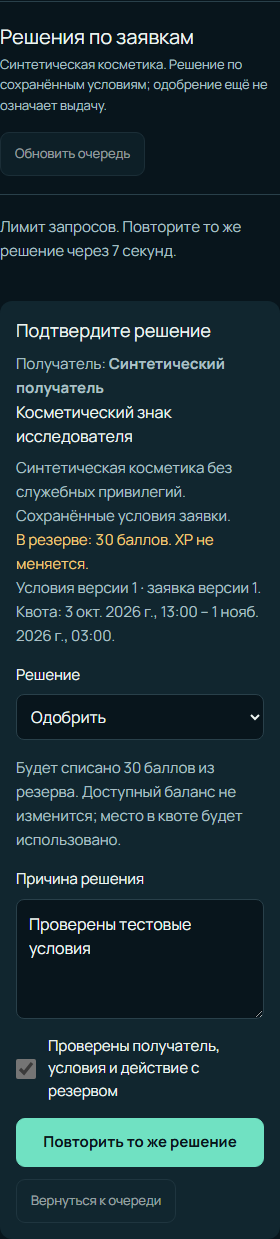 Решения по заявкам
Синтетическая косметика. Решение по
сохранённым условиям; одобрение ещё не
означает выдачу.
Обновить очередь
Лимит запросов. Повторите то же
решение через 7 секунд.
Подтвердите решение
Получатель: Синтетический
получатель
Косметический знак
исследователя
Синтетическая косметика без
служебных привилегий.
Сохранённые условия заявки.
В резерве: 30 баллов. XP не
меняется.
Условия версии 1 · заявка версии 1.
Квота: 3 окт. 2026 г., 13:00 – 1 нояб.
2026 г., 03:00.
Решение
Одобрить
Будет списано 30 баллов из
резерва. Доступный баланс не
изменится; место в квоте будет
использовано.
Причина решения
Проверены тестовые
условия
Проверены получатель,
условия и действие с
резервом
Повторить то же решение
Вернуться к очереди